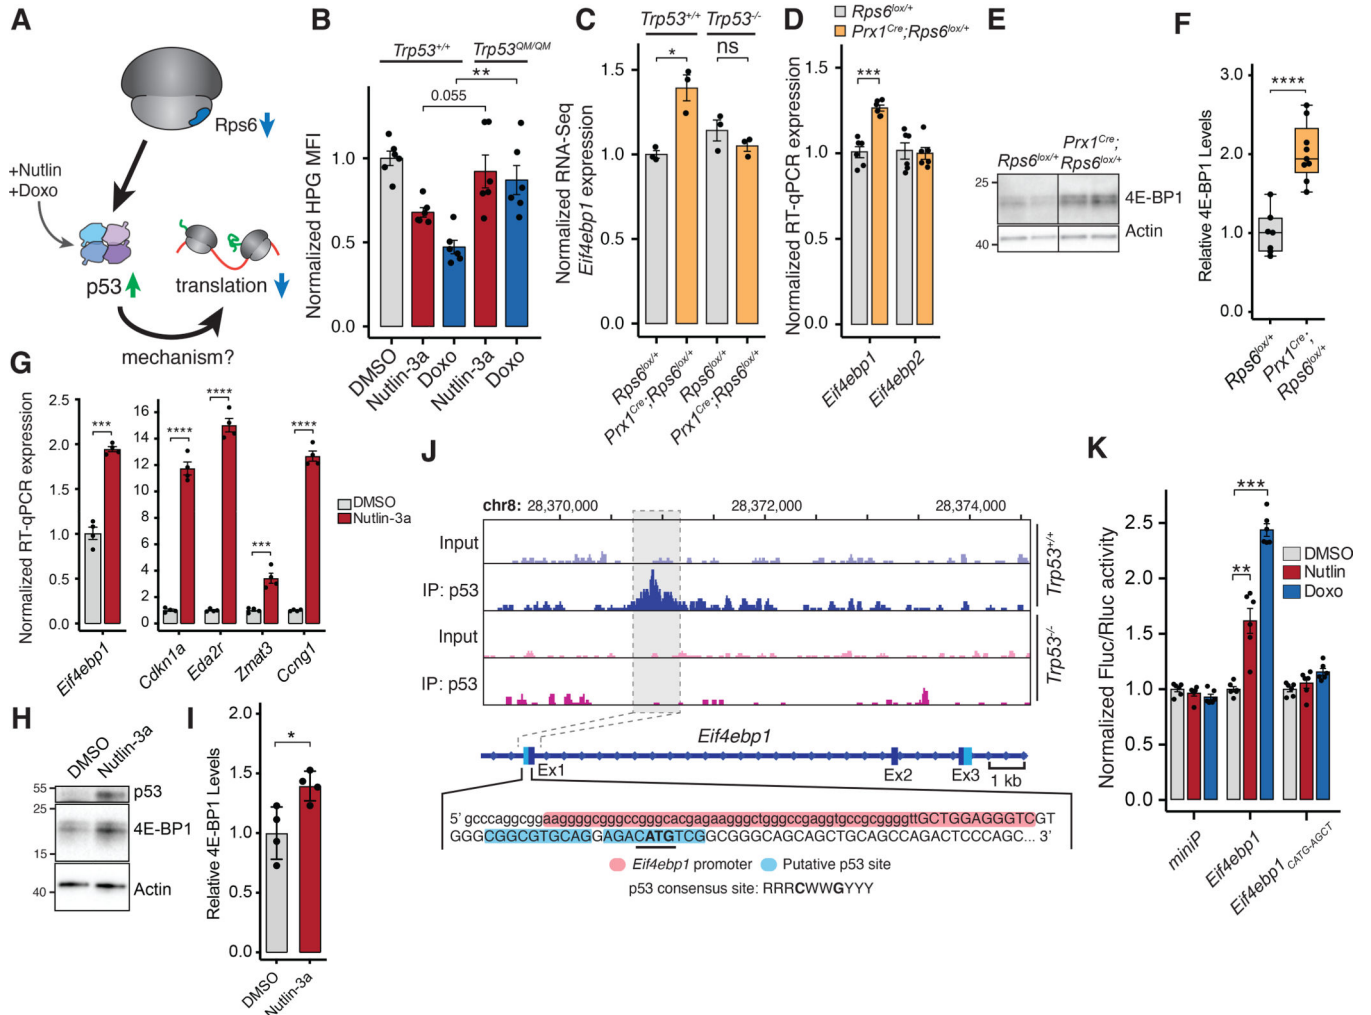 A
Rps6
+Nutlin
+Doxo
p53
translation
mechanism?
B
Trp53+/+
Trp53QM/QM
**
0.055
Normalized HPG MFI
1.0
0.5
0.0
DMSO
Nutlin-3a
Doxo
Nutlin-3a
Doxo
C
Trp53+/+
Trp53-/-
*
ns
Normalized RNA-Seq
Eif4ebp1 expression
1.5
1.0
0.5
0.0
Rps6lox/+
Prx1Cre;Rps6lox/+
Rps6lox/+
Prx1Cre;Rps6lox/+
D
Rps6lox/+
Prx1Cre;Rps6lox/+
***
Normalized RT-qPCR expression
1.5
1.0
0.5
0.0
Eif4ebp1
Eif4ebp2
E
Rps6lox/+
Prx1Cre;
Rps6lox/+
25
4E-BP1
Actin
40
F
****
Relative 4E-BP1 Levels
3.0
2.0
1.0
0.0
Rps6lox/+
Prx1Cre;
Rps6lox/+
G
Normalized RT-qPCR expression
2.5
2.0
1.5
1.0
0.5
0.0
***
Eif4ebp1
16
14
12
10
8
6
4
2
1
0
****
****
***
****
Cdkn1a
Eda2r
Zmat3
Ccng1
DMSO
Nutlin-3a
H
DMSO
Nutlin-3a
55
25
15
40
p53
4E-BP1
Actin
I
*
Relative 4E-BP1 Levels
2.0
1.5
1.0
0.5
0.0
DMSO
Nutlin-3a
J
chr8: 28,370,000 28,372,000 28,374,000
Input
IP: p53
Trp53+/+
Input
IP: p53
Trp53-/-
Eif4ebp1
Ex1
Ex2
Ex3
1 kb
5' gcccaggcggaaggggcgggccgggcacgagaagggctgggccgaggtgccgcggggttGCTGGAGGGTCGT
GGGCGGCGTGCAGGAGACATGTCGGCGGGCAGCAGCTGCAGCCAGACTCCCAGC... 3'
Eif4ebp1 promoter
Putative p53 site
p53 consensus site: RRRCWWGYYY
K
***
**
Normalized Fluc/Rluc activity
2.5
2.0
1.5
1.0
0.5
0.0
DMSO
Nutlin
Doxo
miniP
Eif4ebp1
Eif4ebp1CATG-AGCT